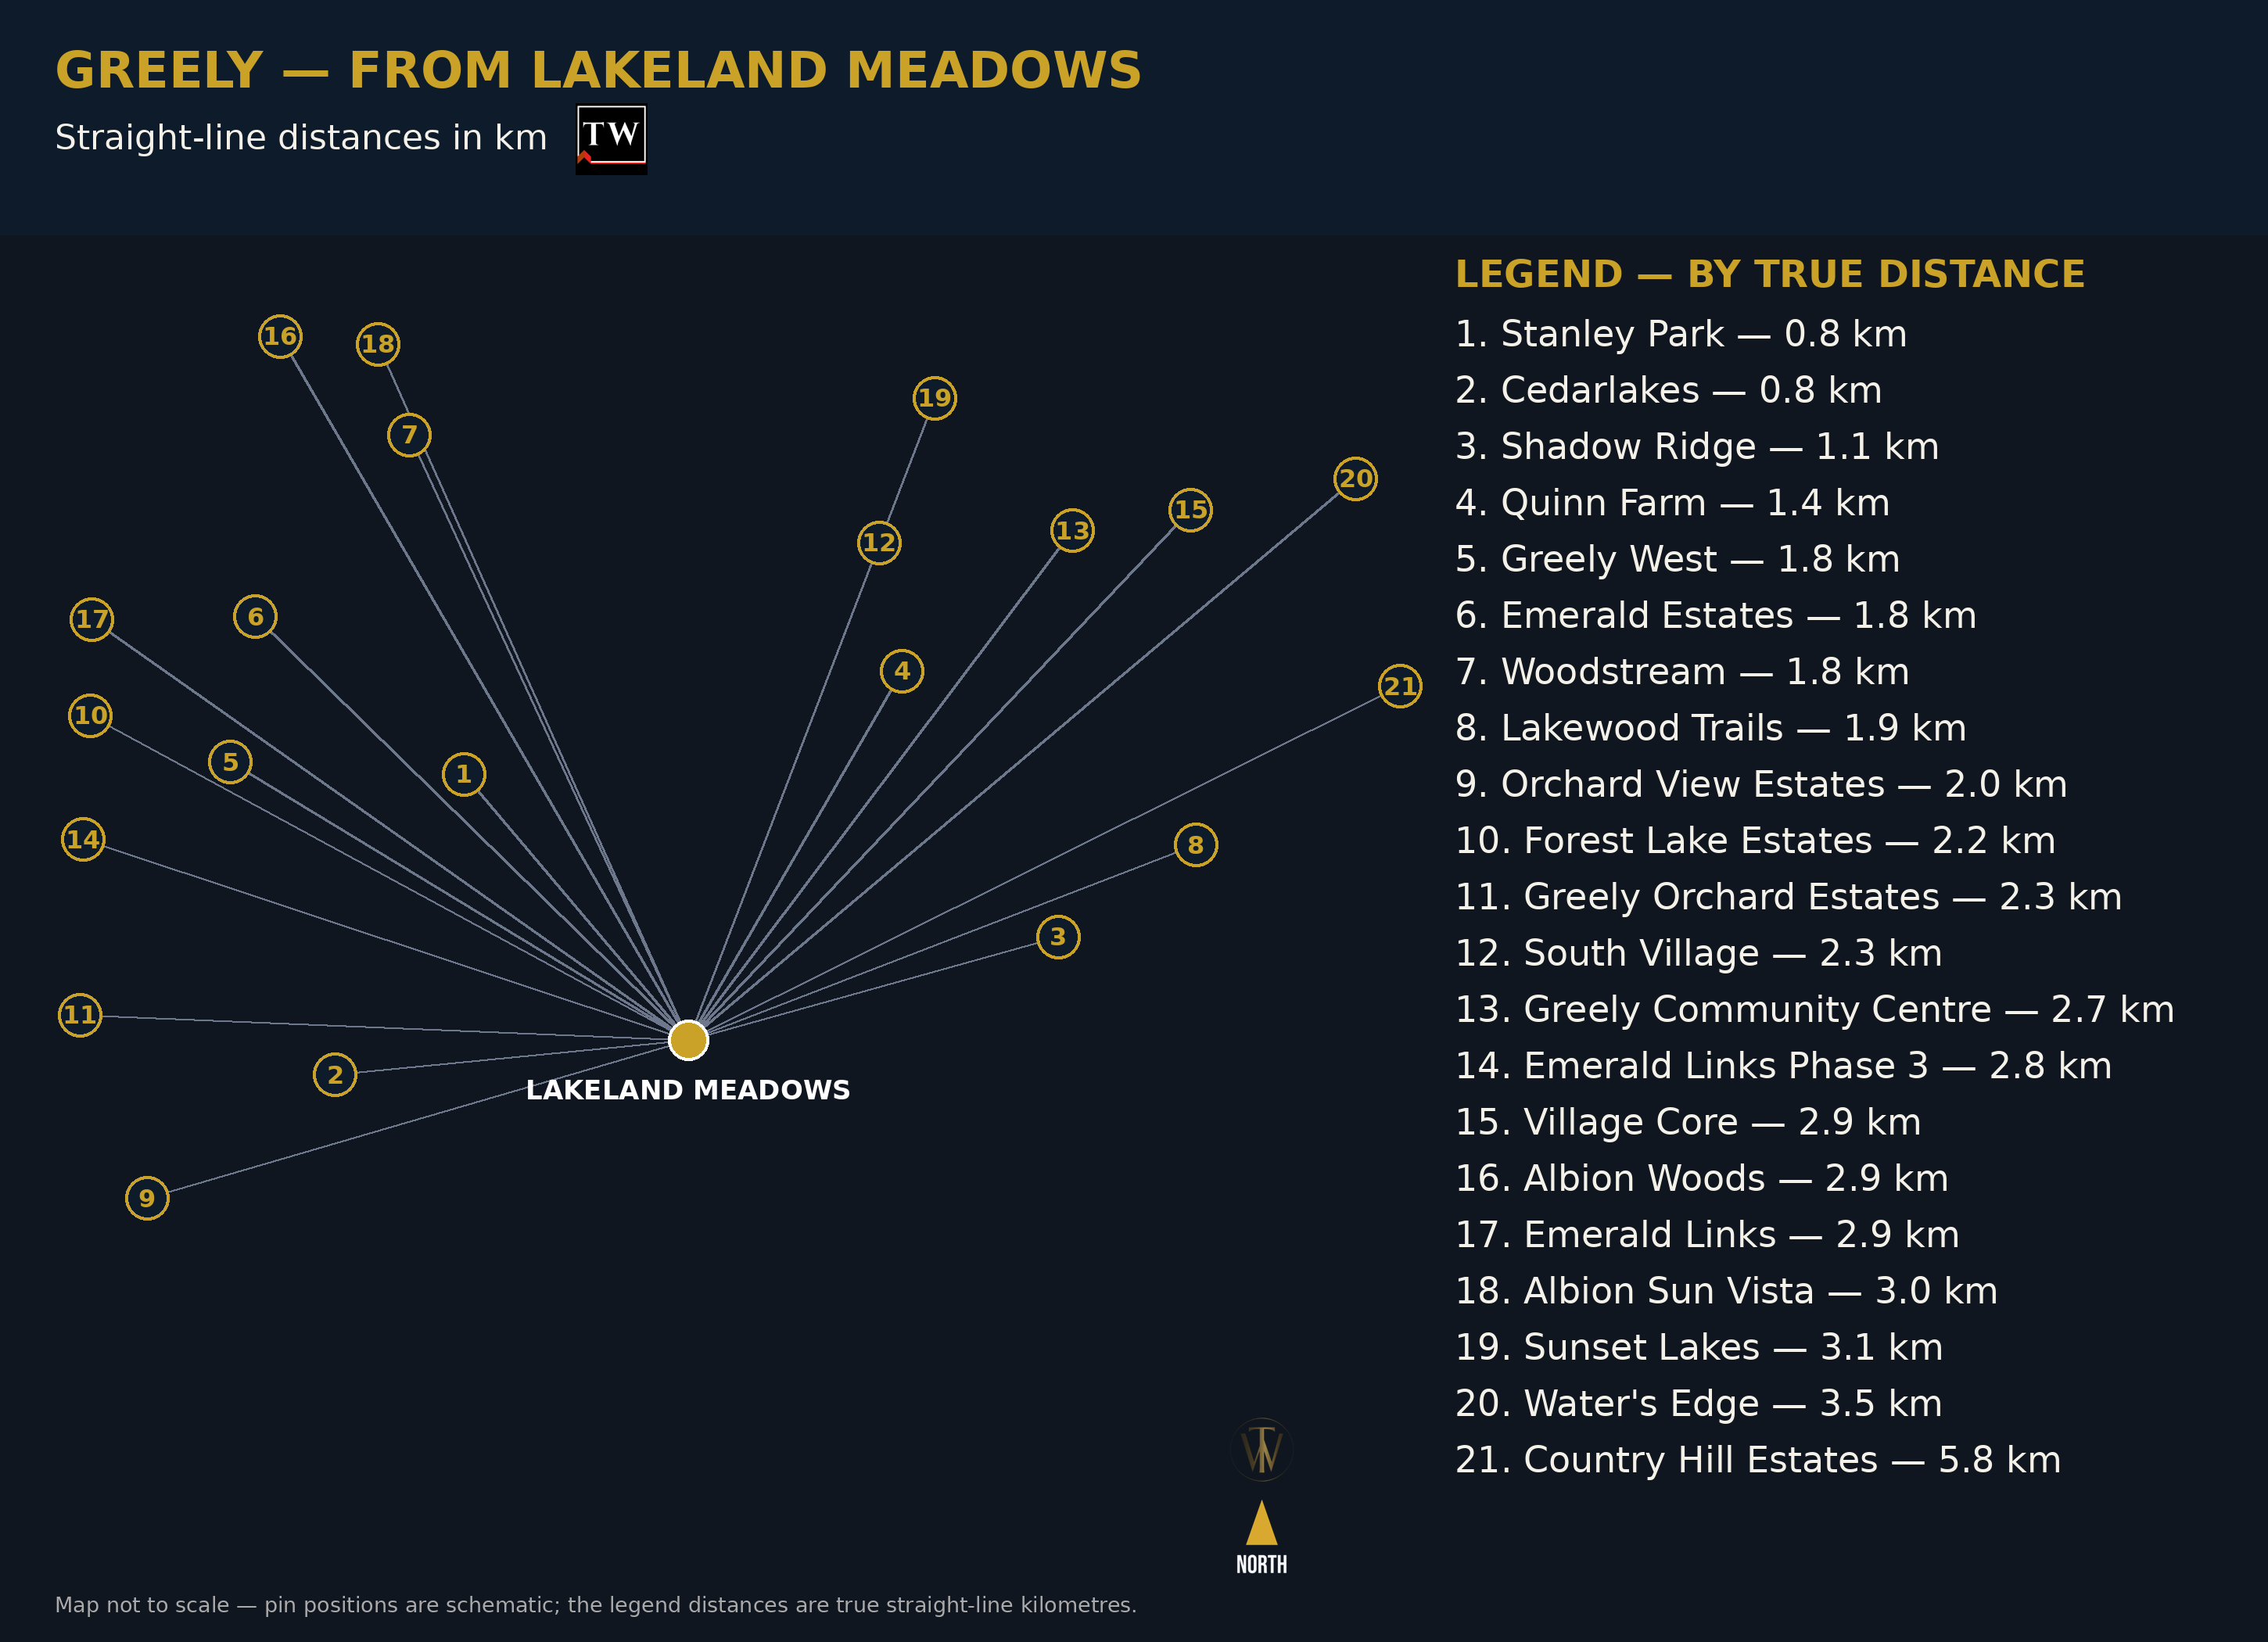 GREELY — FROM LAKELAND MEADOWS
Straight-line distances in km
TW
16
18
7
19
12
20
15
13
17
6
4
21
10
5
1
14
8
3
11
2
LAKELAND MEADOWS
9
LEGEND — BY TRUE DISTANCE
1. Stanley Park — 0.8 km
2. Cedarlakes — 0.8 km
3. Shadow Ridge — 1.1 km
4. Quinn Farm — 1.4 km
5. Greely West — 1.8 km
6. Emerald Estates — 1.8 km
7. Woodstream — 1.8 km
8. Lakewood Trails — 1.9 km
9. Orchard View Estates — 2.0 km
10. Forest Lake Estates — 2.2 km
11. Greely Orchard Estates — 2.3 km
12. South Village — 2.3 km
13. Greely Community Centre — 2.7 km
14. Emerald Links Phase 3 — 2.8 km
15. Village Core — 2.9 km
16. Albion Woods — 2.9 km
17. Emerald Links — 2.9 km
18. Albion Sun Vista — 3.0 km
19. Sunset Lakes — 3.1 km
20. Water's Edge — 3.5 km
21. Country Hill Estates — 5.8 km
TW
NORTH
Map not to scale — pin positions are schematic; the legend distances are true straight-line kilometres.